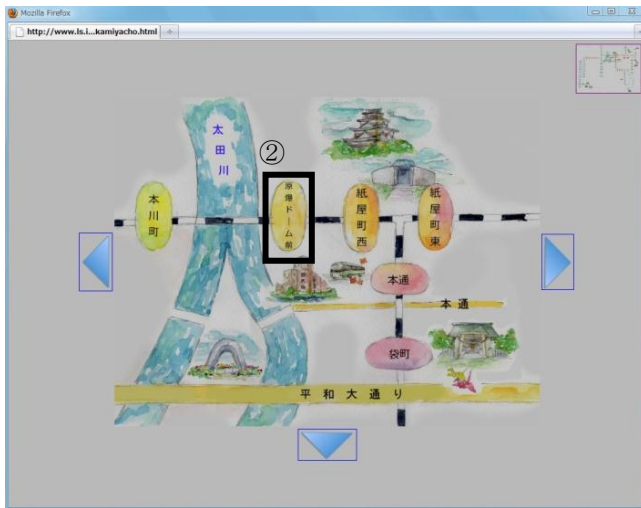 Mozilla Firefox
http://www.ls.i...kamiyacho.html
太田川
②
本川町
原爆ドーム前
紙屋町西
紙屋町東
本通
本通
袋町
平和大通り